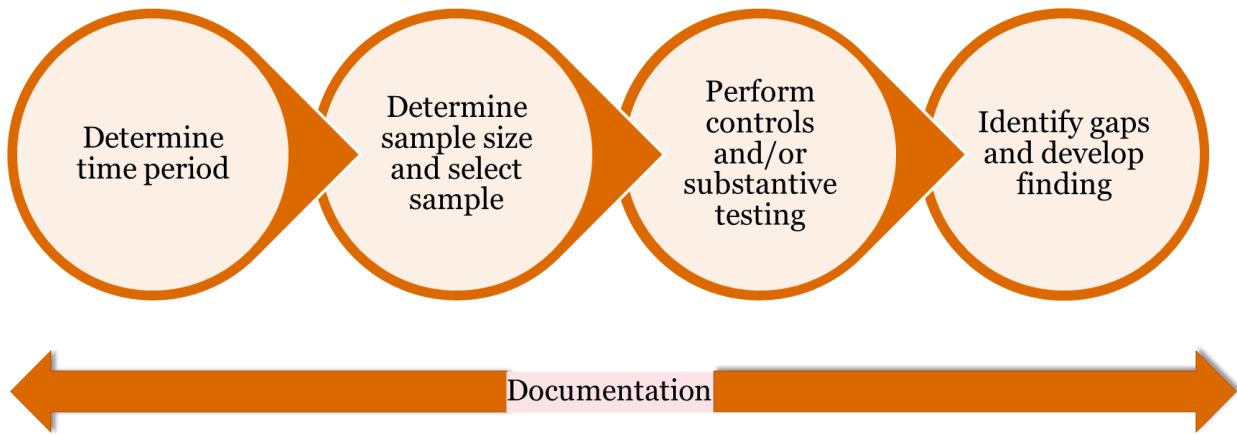 Determine
time period
Determine
sample size
and select
sample
Perform
controls
and/or
substantive
testing
Identify gaps
and develop
finding
Documentation